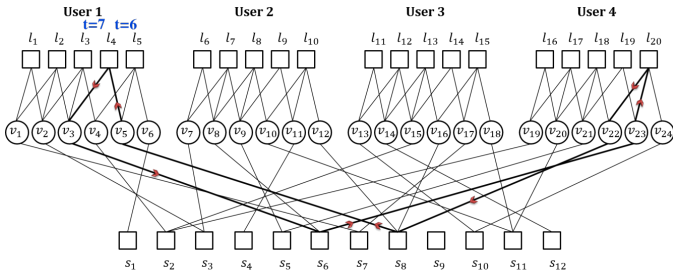 User 1 User 2 User 3 User 4
t=7 t=6
l₁ l₂ l₃ l₄ l₅ l₆ l₇ l₈ l₉ l₁₀ l₁₁ l₁₂ l₁₃ l₁₄ l₁₅ l₁₆ l₁₇ l₁₈ l₁₉ l₂₀
v₁ v₂ v₃ v₄ v₅ v₆ v₇ v₈ v₉ v₁₀ v₁₁ v₁₂ v₁₃ v₁₄ v₁₅ v₁₆ v₁₇ v₁₈ v₁₉ v₂₀ v₂₁ v₂₂ v₂₃ v₂₄
s₁ s₂ s₃ s₄ s₅ s₆ s₇ s₈ s₉ s₁₀ s₁₁ s₁₂